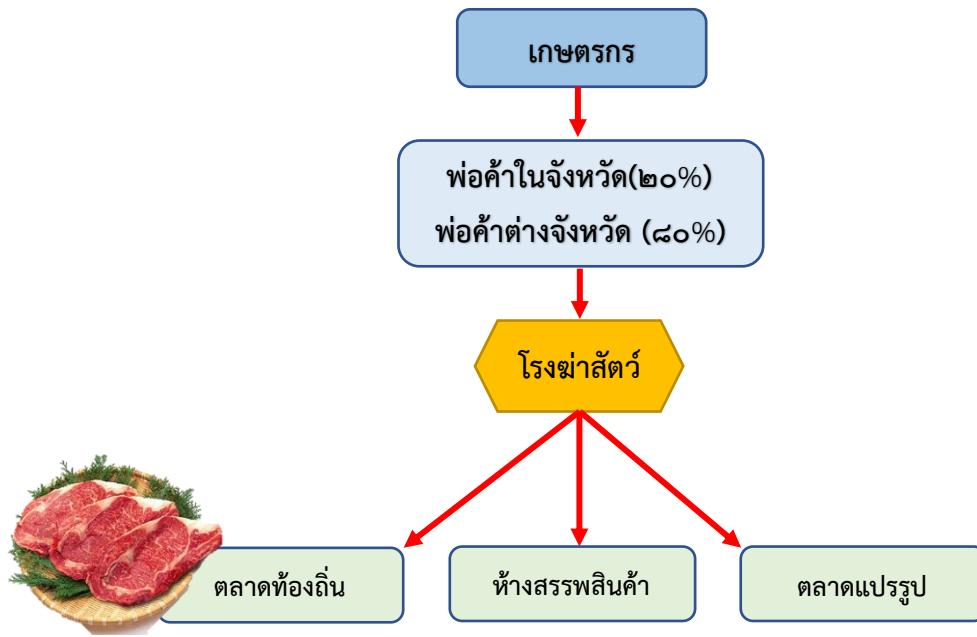 เกษตรกร
พ่อค้าในจังหวัด(๒๐%)
พ่อค้าต่างจังหวัด (๘๐%)
โรงฆ่าสัตว์
ตลาดท้องถิ่น
ห้างสรรพสินค้า
ตลาดแปรรูป